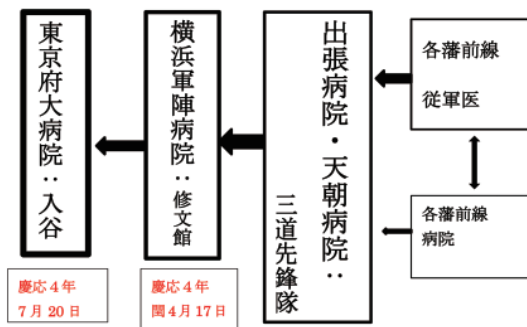 各藩前線
従軍医
各藩前線
病院
出張病院・天朝病院：
三道先鋒隊
横浜軍陣病院：修文館
東京府大病院：入谷
慶応４年
閏４月１７日
慶応４年
７月２０日